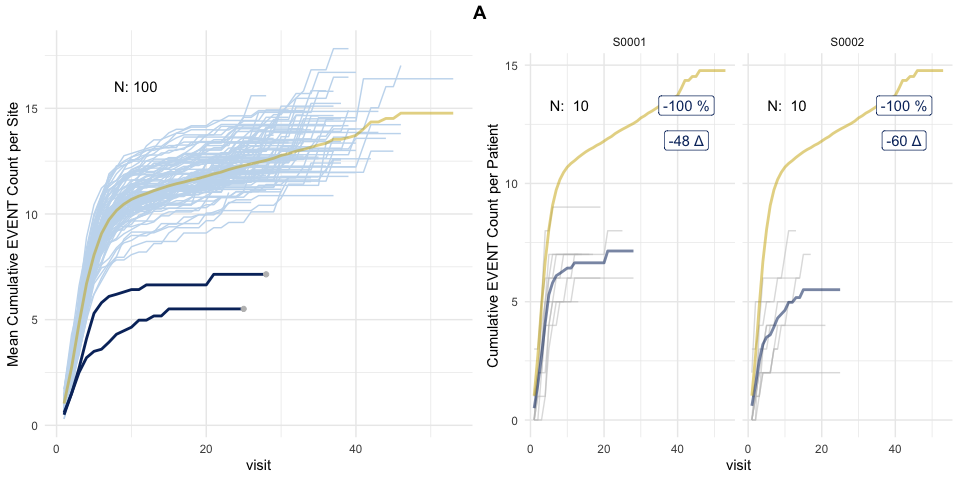 A
Mean Cumulative EVENT Count per Site
15
10
5
0
N: 100
0
20
40
visit
Cumulative EVENT Count per Patient
S0001
S0002
15
10
5
0
N:  10
-100 %
-48 Δ
N:  10
-100 %
-60 Δ
0
20
40
0
20
40
visit